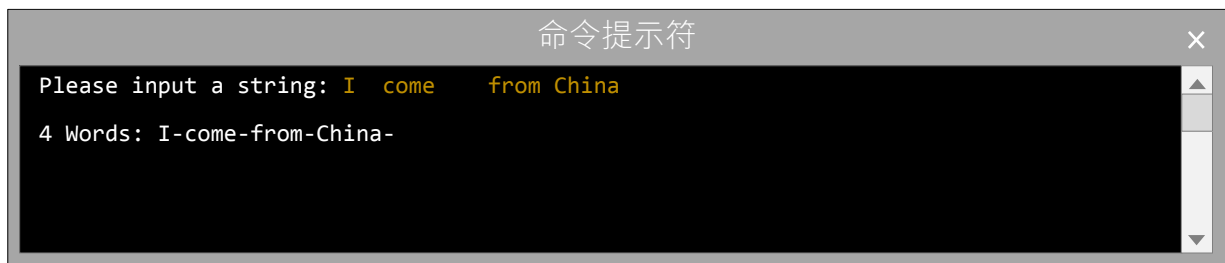 命令提示符
Please input a string: I  come    from China
4 Words: I-come-from-China-